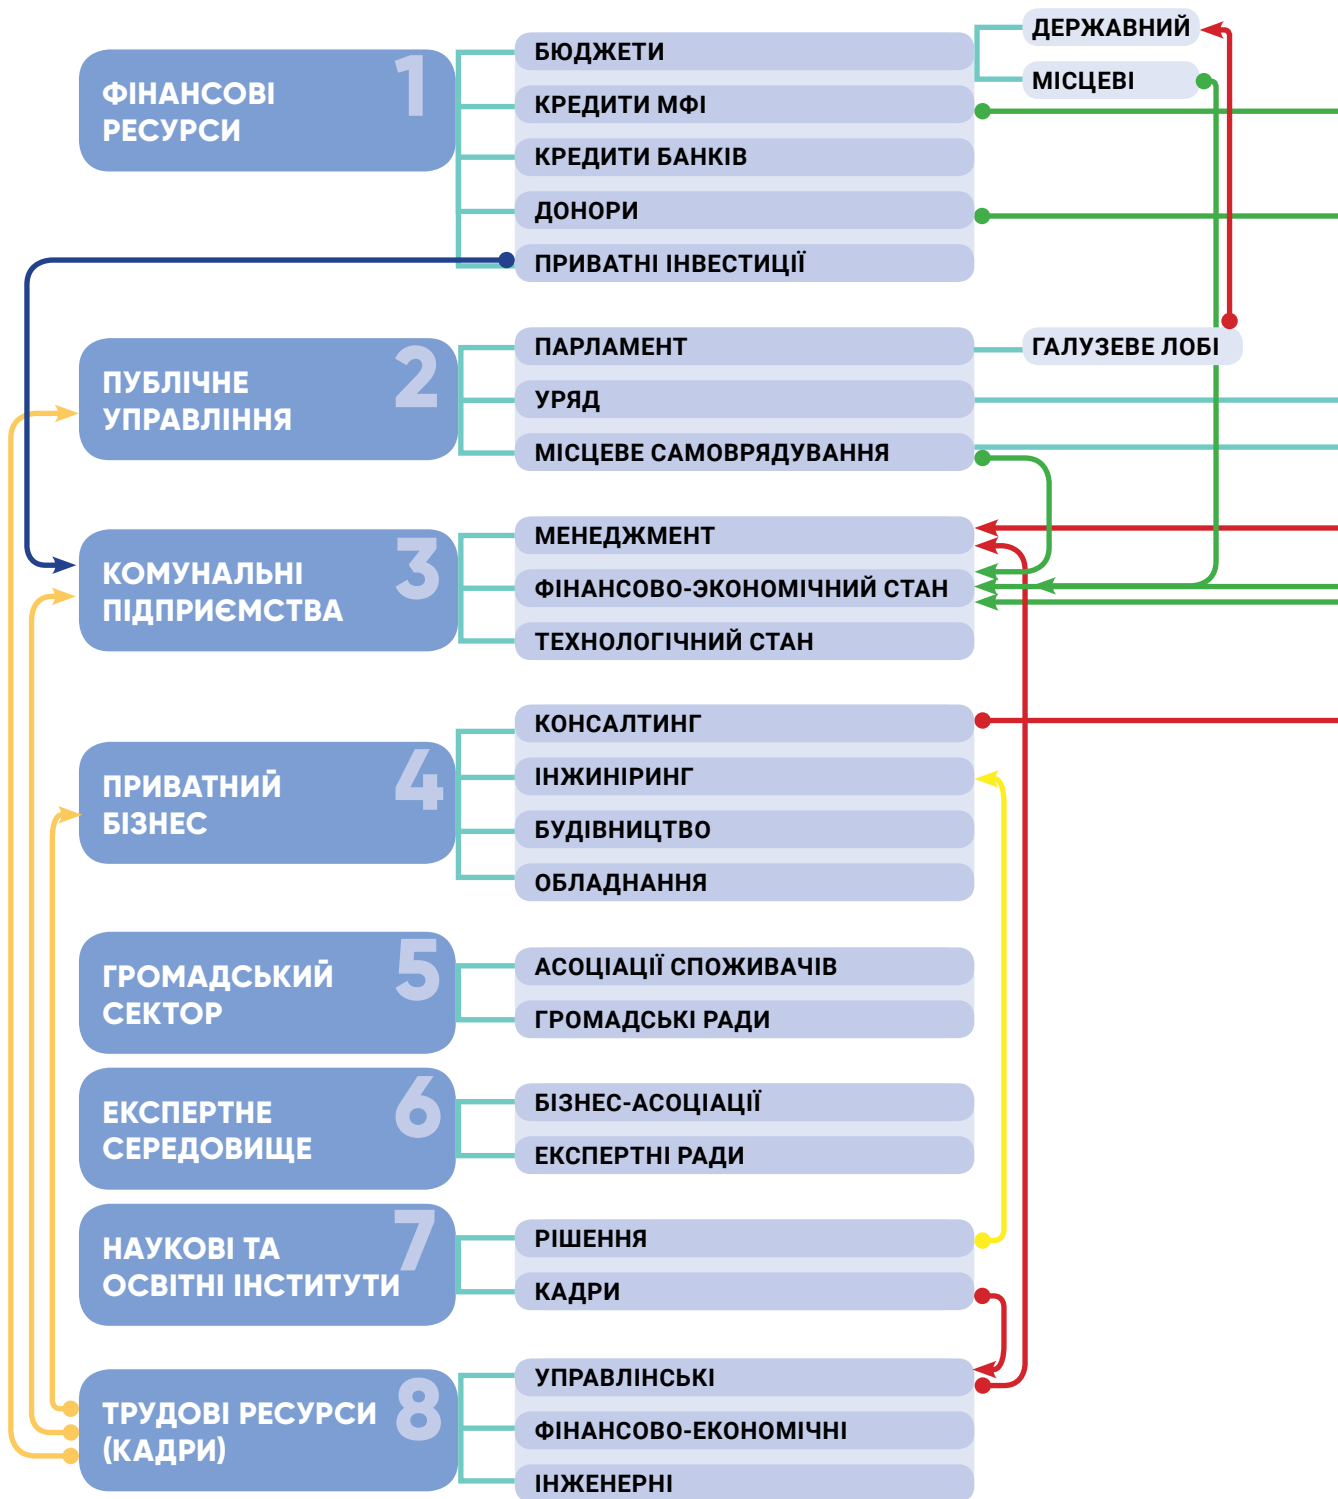 ФІНАНСОВІ
РЕСУРСИ
1
БЮДЖЕТИ
КРЕДИТИ МФІ
КРЕДИТИ БАНКІВ
ДОНОРИ
ПРИВАТНІ ІНВЕСТИЦІЇ
ДЕРЖАВНИЙ
МІСЦЕВІ
ПУБЛІЧНЕ
УПРАВЛІННЯ
2
ПАРЛАМЕНТ
УРЯД
МІСЦЕВЕ САМОВРЯДУВАННЯ
ГАЛУЗЕВЕ ЛОБІ
КОМУНАЛЬНІ
ПІДПРИЄМСТВА
3
МЕНЕДЖМЕНТ
ФІНАНСОВО-ЭКОНОМІЧНИЙ СТАН
ТЕХНОЛОГІЧНИЙ СТАН
ПРИВАТНИЙ
БІЗНЕС
4
КОНСАЛТИНГ
ІНЖИНІРИНГ
БУДІВНИЦТВО
ОБЛАДНАННЯ
ГРОМАДСЬКИЙ
СЕКТОР
5
АСОЦІАЦІЇ СПОЖИВАЧІВ
ГРОМАДСЬКІ РАДИ
ЕКСПЕРТНЕ
СЕРЕДОВИЩЕ
6
БІЗНЕС-АСОЦІАЦІЇ
ЕКСПЕРТНІ РАДИ
НАУКОВІ ТА
ОСВІТНІ ІНСТИТУТИ
7
РІШЕННЯ
КАДРИ
ТРУДОВІ РЕСУРСИ
(КАДРИ)
8
УПРАВЛІНСЬКІ
ФІНАНСОВО-ЕКОНОМІЧНІ
ІНЖЕНЕРНІ